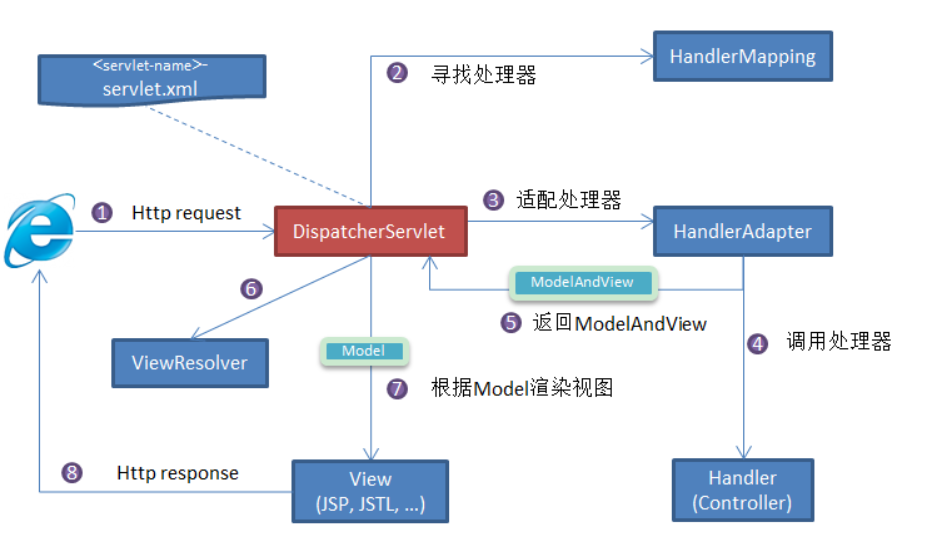 <servlet-name>-
servlet.xml
② 寻找处理器
HandlerMapping
① Http request
DispatcherServlet
③ 适配处理器
HandlerAdapter
ModelAndView
⑤ 返回ModelAndView
⑥
ViewResolver
Model
④ 调用处理器
⑦ 根据Model渲染视图
⑧ Http response
View
(JSP, JSTL, ...)
Handler
(Controller)